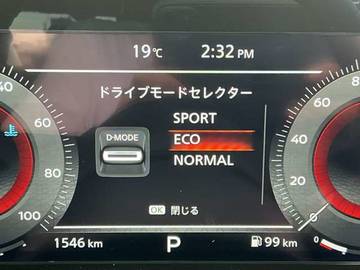 19℃ 2:32 PM
ドライブモードセレクター
SPORT
D-MODE
ECO
NORMAL
OK 閉じる
1546 km P 99 km
40 60 80 100
0 20 40 60 80